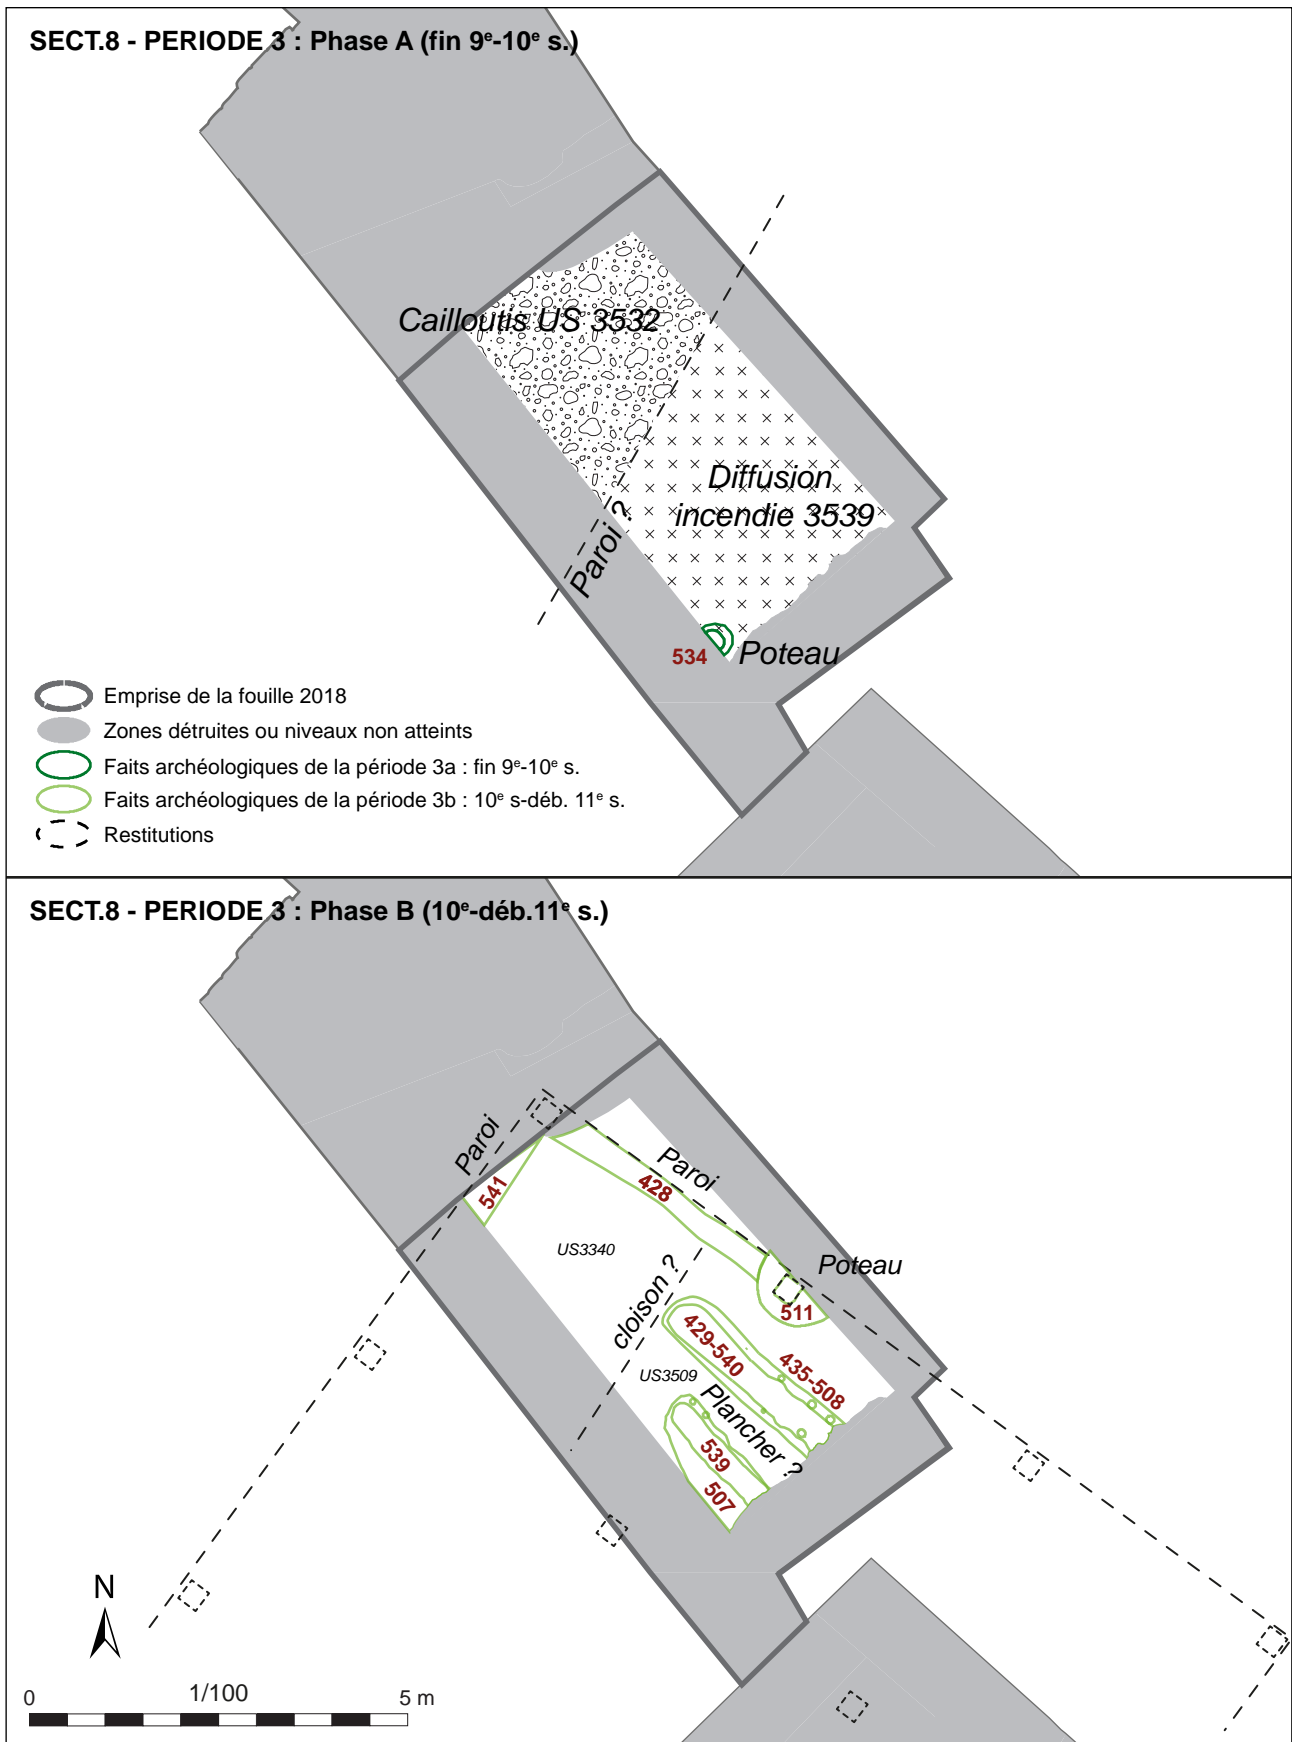 SECT.8 - PERIODE 3 : Phase A (fin 9e-10e s.)
Cailloutis US 3532
Diffusion
incendie 3539
Paroi ?
534
Poteau
Emprise de la fouille 2018
Zones détruites ou niveaux non atteints
Faits archéologiques de la période 3a : fin 9e-10e s.
Faits archéologiques de la période 3b : 10e s-déb. 11e s.
Restitutions
SECT.8 - PERIODE 3 : Phase B (10e-déb.11e s.)
Paroi
541
Paroi
428
US3340
Poteau
511
cloison ?
429-540
435-508
US3509
Plancher ?
539
507
N
0
1/100
5 m